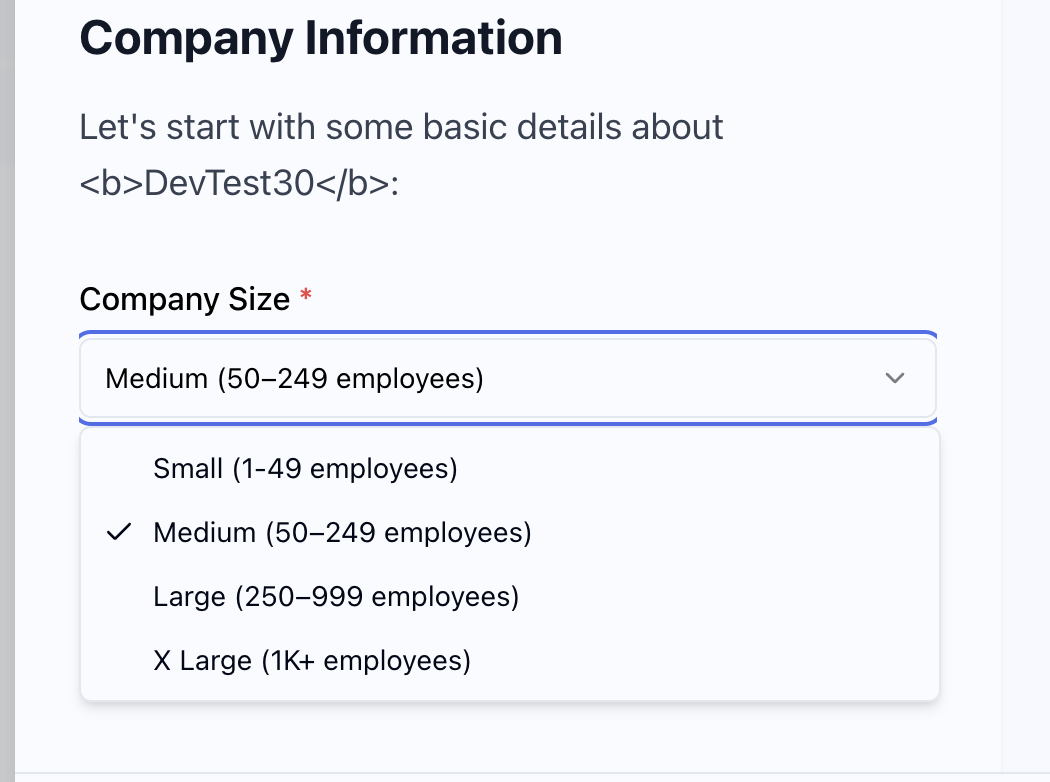 Company Information
Let's start with some basic details about
<b>DevTest30</b>:
Company Size *
Medium (50–249 employees)
Small (1-49 employees)
Medium (50–249 employees)
Large (250–999 employees)
X Large (1K+ employees)